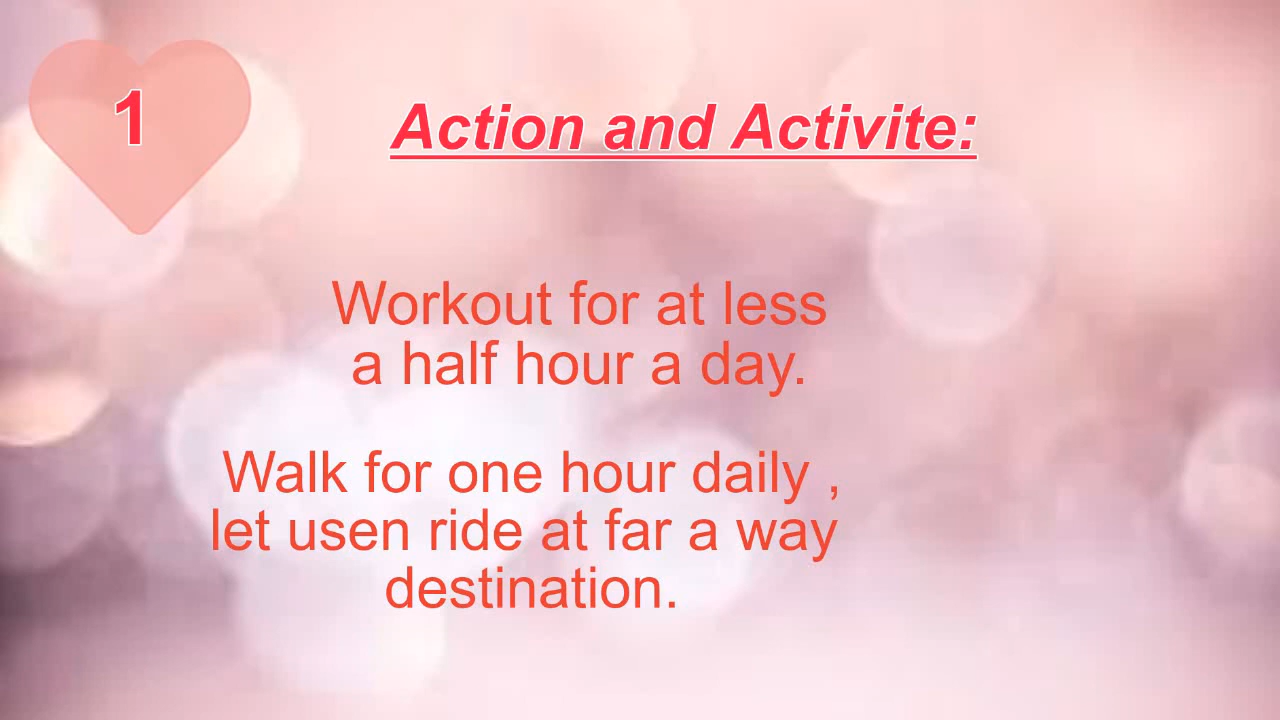 1
Action and Activite:
Workout for at less
a half hour a day.
Walk for one hour daily ,
let usen ride at far a way
destination.